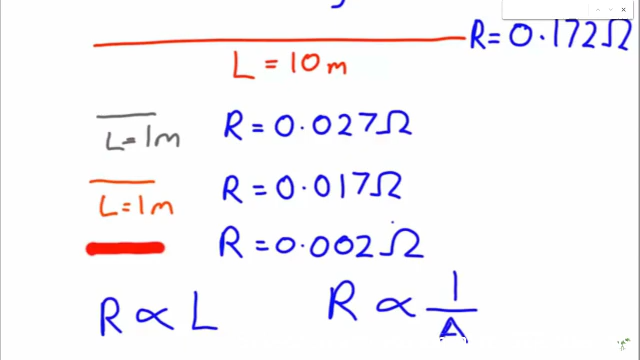 R = 0.172Ω
L = 10m
L = 1m R = 0.027Ω
L = 1m R = 0.017Ω
R = 0.002Ω
R ∝ L R ∝ 1/A